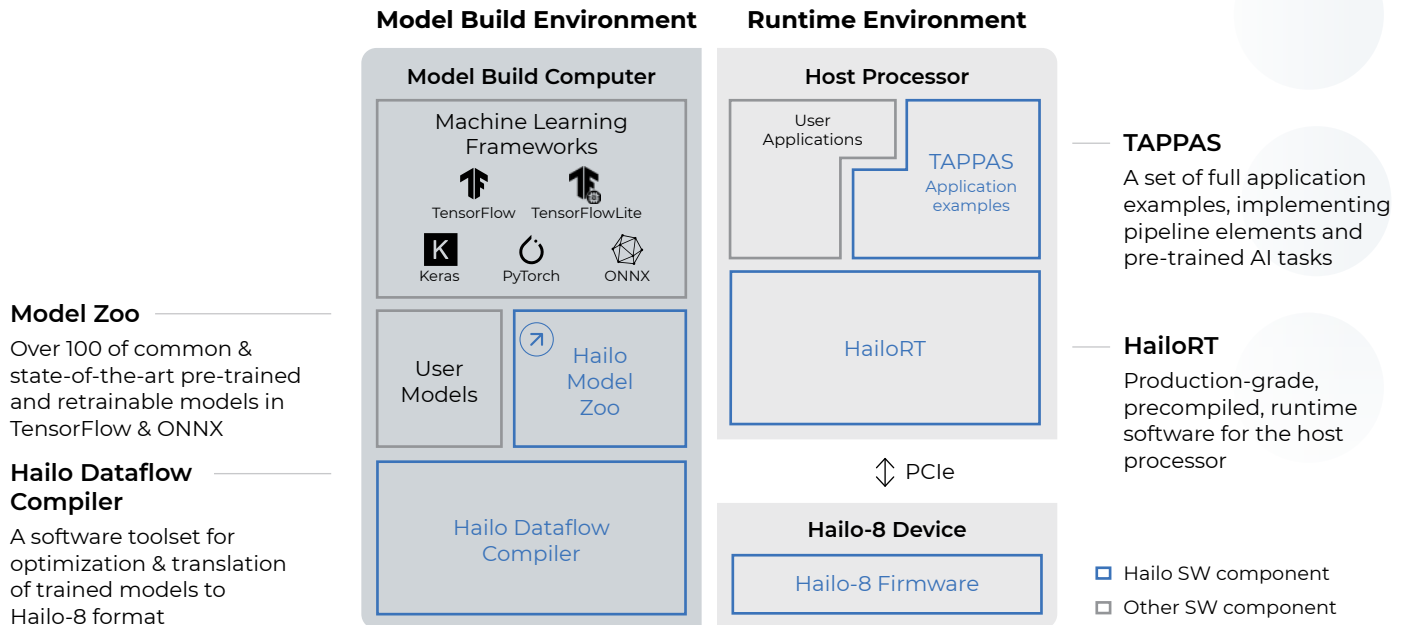 Model Build Environment
Runtime Environment
Model Build Computer
Machine Learning
Frameworks
TensorFlow
TensorFlowLite
K
Keras
PyTorch
ONNX
User
Models
Hailo
Model
Zoo
Hailo Dataflow
Compiler
Model Zoo
Over 100 of common &
state-of-the-art pre-trained
and retrainable models in
TensorFlow & ONNX
Hailo Dataflow
Compiler
A software toolset for
optimization & translation
of trained models to
Hailo-8 format
Host Processor
User
Applications
TAPPAS
Application
examples
HailoRT
PCIe
Hailo-8 Device
Hailo-8 Firmware
TAPPAS
A set of full application
examples, implementing
pipeline elements and
pre-trained AI tasks
HailoRT
Production-grade,
precompiled, runtime
software for the host
processor
Hailo SW component
Other SW component